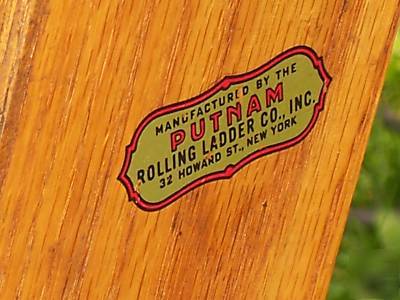 MANUFACTURED BY THE
PUTNAM
ROLLING LADDER CO., INC.
32 HOWARD ST., NEW YORK